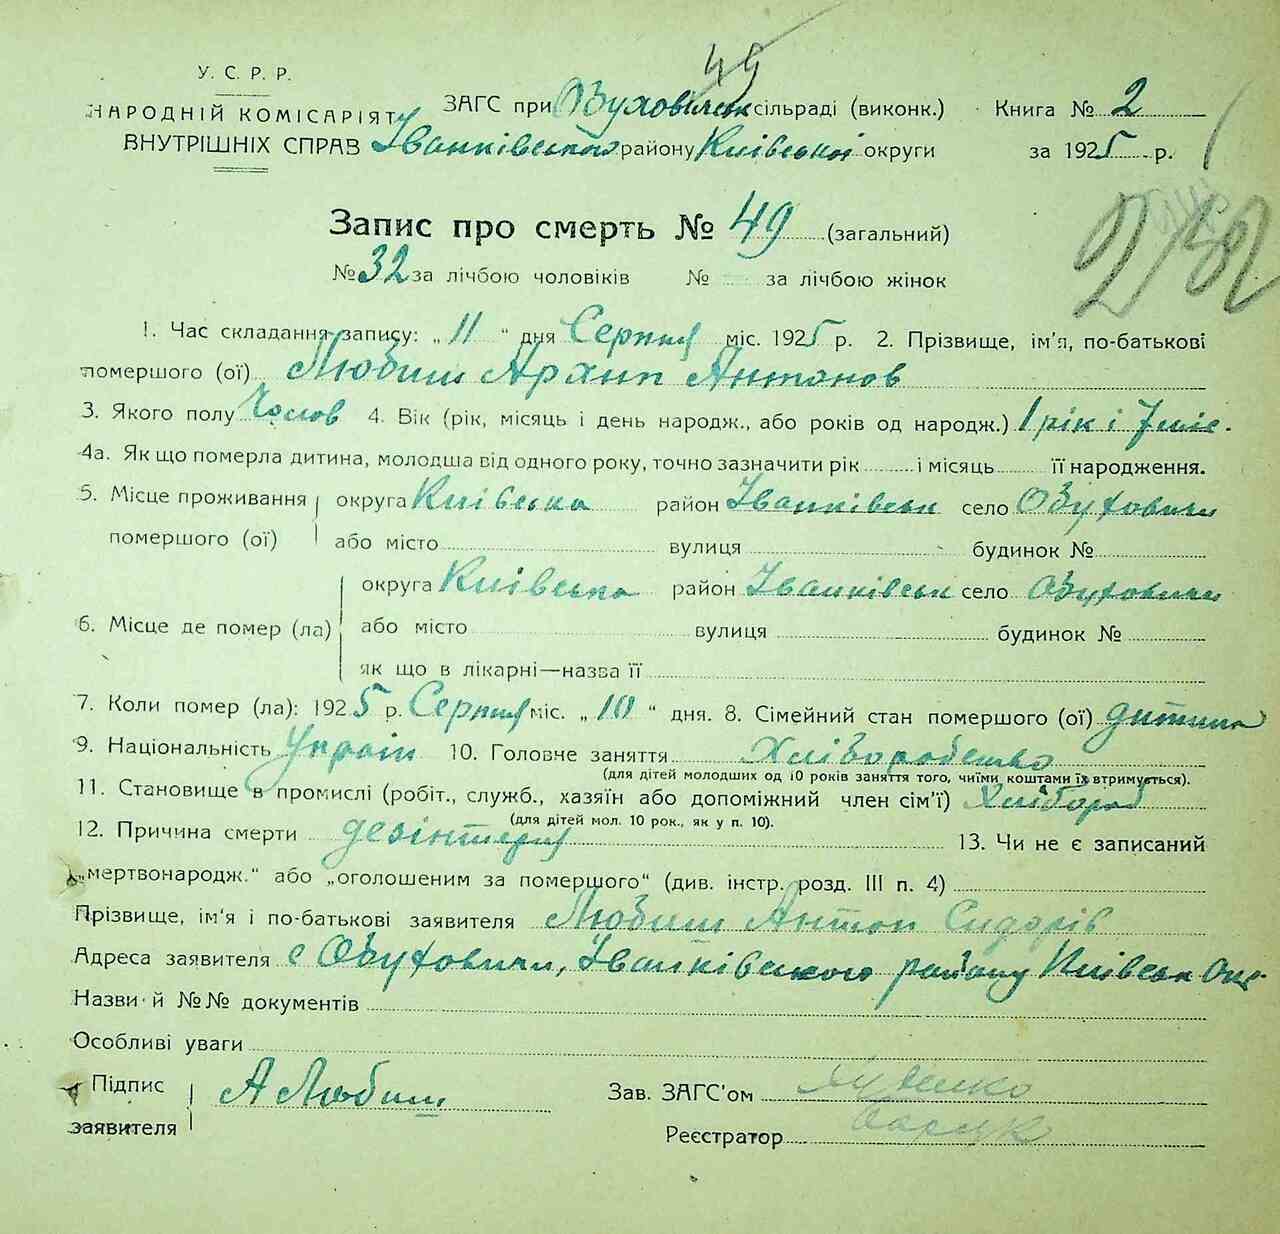 49
У. С. Р. Р.
НАРОДНІЙ КОМІСАРІЯТ
ВНУТРІШНІХ СПРАВ
ЗАГС при Обуховицьк сільраді (виконк.) Книга № 2
Іванківського району Київської округи за 1925 р.
Запис про смерть № 49 (загальний)
№ 32 за лічбою чоловіків № за лічбою жінок
1. Час складання запису: „ 11 “ дня Серпня міс. 1925 р. 2. Прізвище, ім'я, по-батькові
помершого (ої) Любиш Антонов
3. Якого полу Чолов 4. Вік (рік, місяць і день народж., або років од народж.) 1 рік і 7 міс.
4а. Як що померла дитина, молодша від одного року, точно зазначити рік і місяць її народження.
5. Місце проживання помершого (ої) округа Київська район Іванківськ село Обуховичи
або місто вулиця будинок №
6. Місце де помер (ла) округа Київська район Іванківськ село Обуховичи
або місто вулиця будинок №
як що в лікарні—назва її
7. Коли помер (ла): 1925 р. Серпня міс. „ 10 “ дня. 8. Сімейний стан помершого (ої) дитина
9. Національність Украін 10. Головне заняття Хліборобство
(для дітей молодших од 10 років заняття того, чиїми коштами їх втримується).
11. Становище в промислі (робіт., служб., хазяїн або допоміжний член сім'ї) Хлібороб
(для дітей мол. 10 рок., як у п. 10).
12. Причина смерти дезінтерія 13. Чи не є записаний
„мертвонародж.“ або „оголошеним за помершого“ (див. інстр. розд. III п. 4)
Прізвище, ім'я і по-батькові заявителя Любиш Антон Сидорів
Адреса заявителя с Обуховичи, Іванківського району Київськ Окр.
Назви й №№ документів
Особливі уваги
Підпис заявителя А Любиш
Зав. ЗАГС'ом
Реєстратор